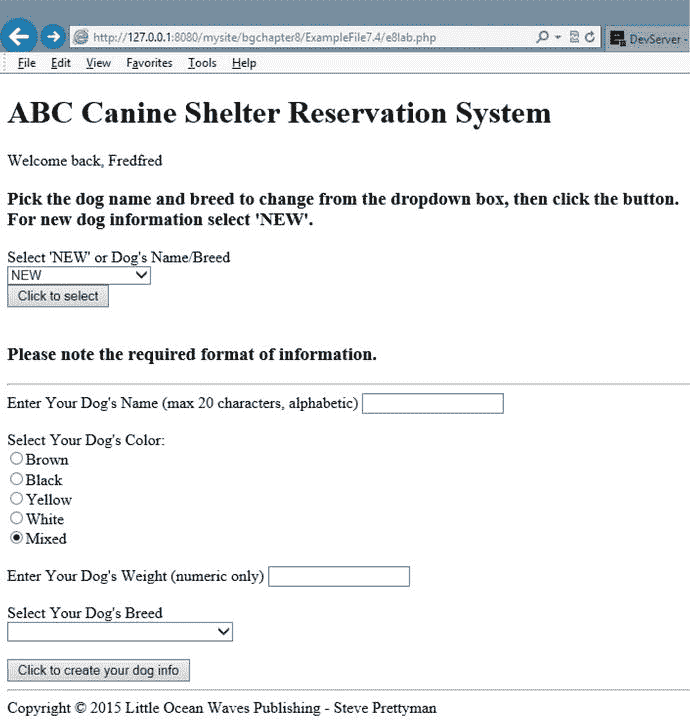 http://127.0.0.1:8080/mysite/bgchapter8/ExampleFile7.4/e8lab.php
DevServer -
File Edit View Favorites Tools Help
ABC Canine Shelter Reservation System
Welcome back, Fredfred
Pick the dog name and breed to change from the dropdown box, then click the button.
For new dog information select 'NEW'.
Select 'NEW' or Dog's Name/Breed
NEW
Click to select
Please note the required format of information.
Enter Your Dog's Name (max 20 characters, alphabetic)
Select Your Dog's Color:
Brown
Black
Yellow
White
Mixed
Enter Your Dog's Weight (numeric only)
Select Your Dog's Breed
Click to create your dog info
Copyright © 2015 Little Ocean Waves Publishing - Steve Prettyman